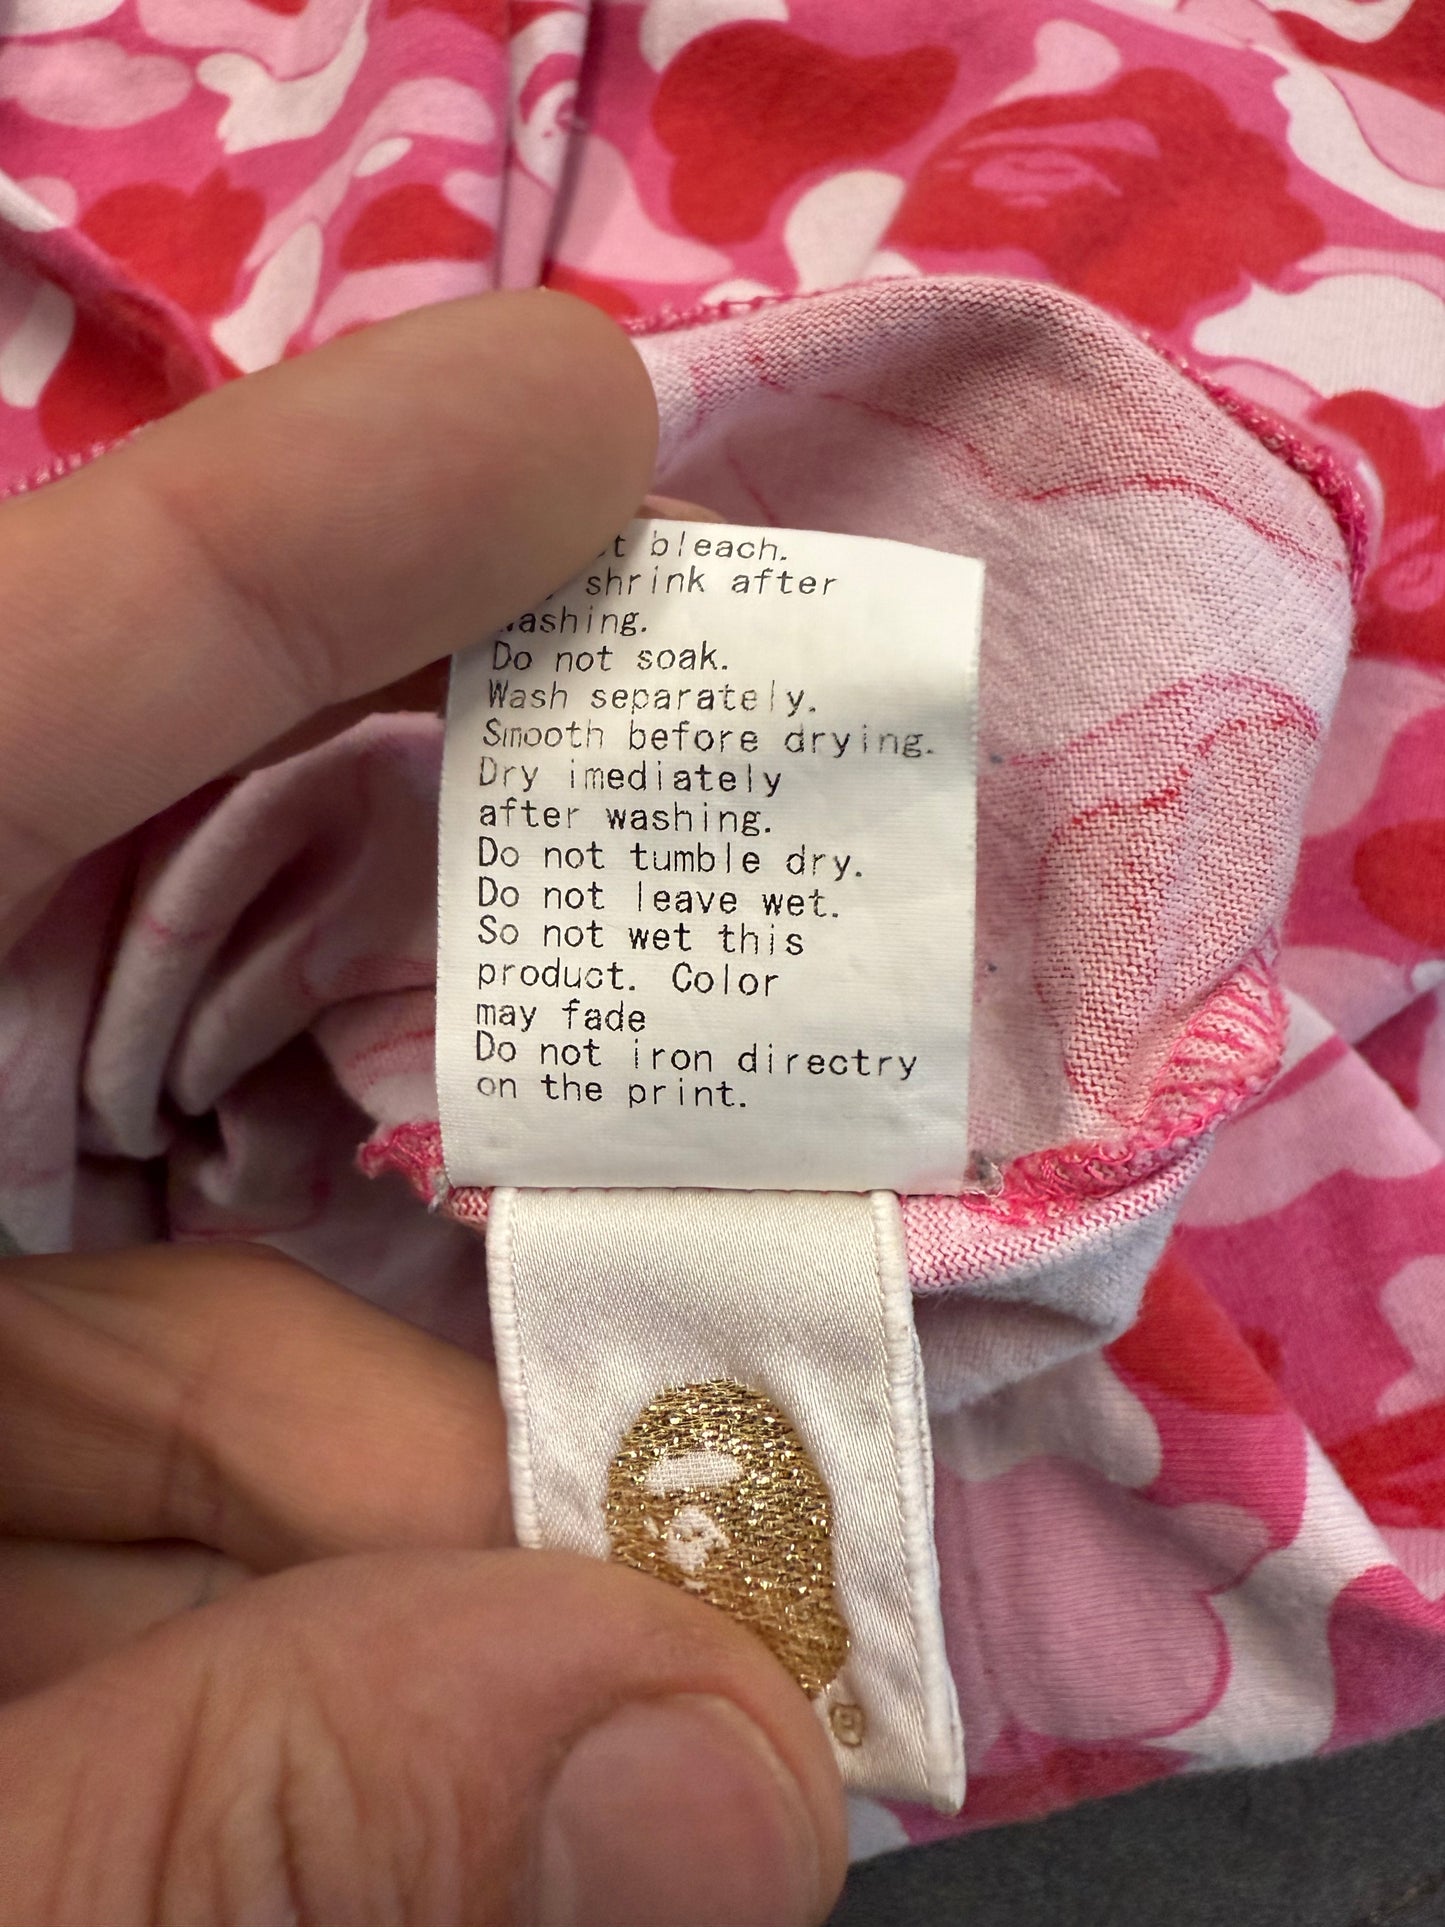 bleach.
shrink after
washing.
Do not soak.
Wash separately.
Smooth before drying.
Dry imediately
after washing.
Do not tumble dry.
Do not leave wet.
So not wet this
product. Color
may fade
Do not iron directry
on the print.